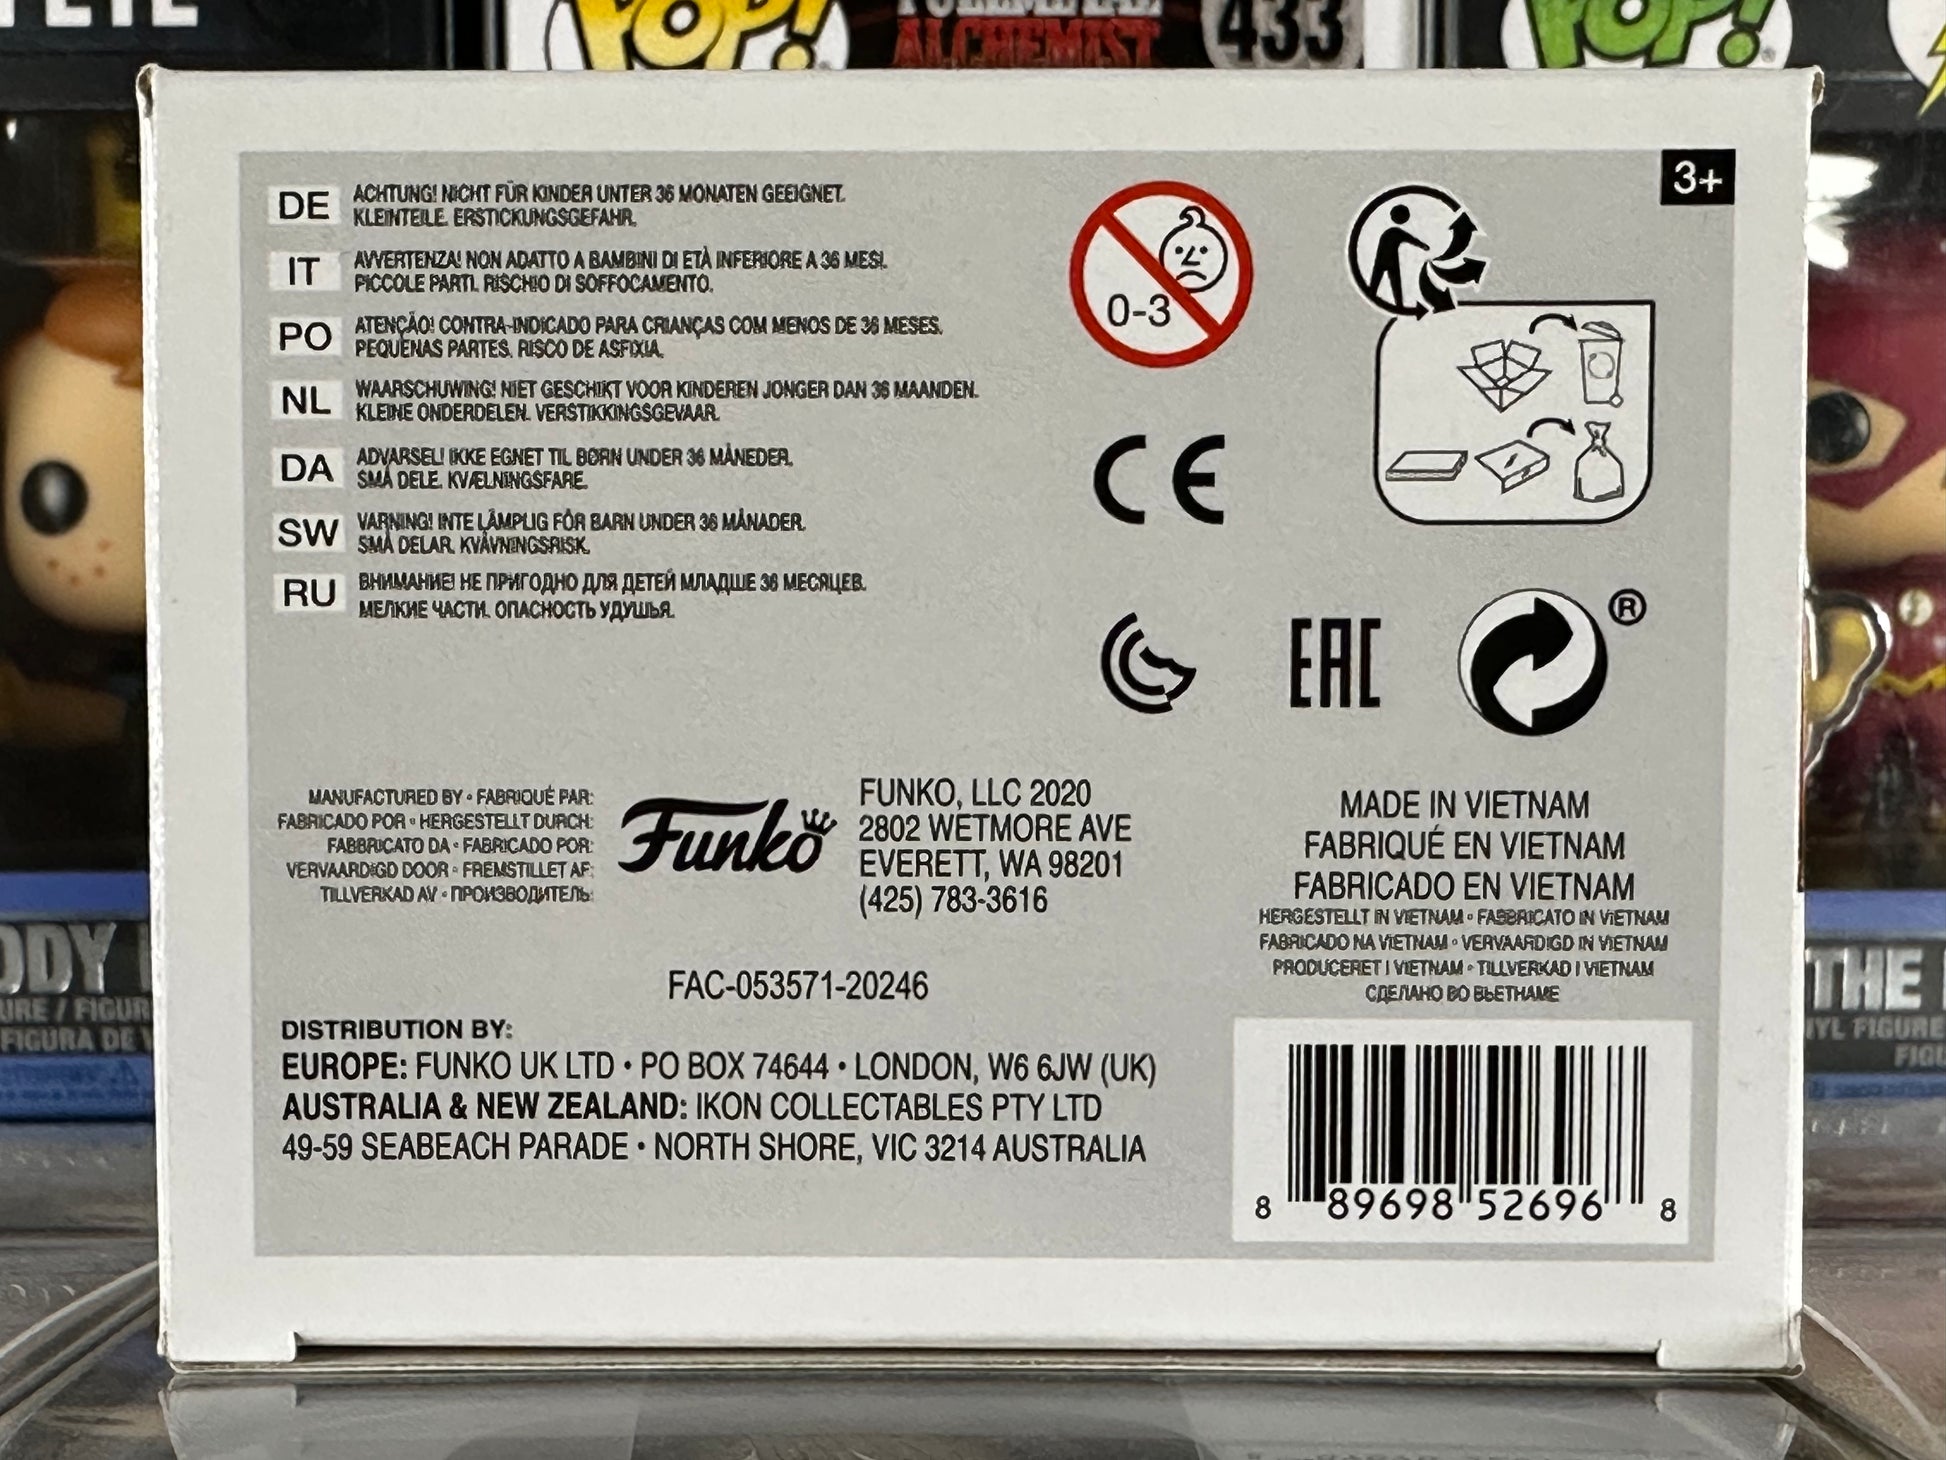 POP!
ALCHEMIST
433
POP!
3+
DE
ACHTUNG! NICHT FÜR KINDER UNTER 36 MONATEN GEEIGNET.
KLEINTEILE. ERSTICKUNGSGEFAHR.
IT
AVVERTENZA! NON ADATTO A BAMBINI DI ETÀ INFERIORE A 36 MESI.
PICCOLE PARTI. RISCHIO DI SOFFOCAMENTO.
PO
ATENÇÃO! CONTRA-INDICADO PARA CRIANÇAS COM MENOS DE 36 MESES.
PEQUENAS PARTES. RISCO DE ASFIXIA.
NL
WAARSCHUWING! NIET GESCHIKT VOOR KINDEREN JONGER DAN 36 MAANDEN.
KLEINE ONDERDELEN. VERSTIKKINGSGEVAAR.
DA
ADVARSEL! IKKE EGNET TIL BØRN UNDER 36 MÅNEDER.
SMÅ DELE. KVÆLNINGSFARE.
SW
VARNING! INTE LÄMPLIG FÖR BARN UNDER 36 MÅNADER.
SMÅ DELAR. KVÄVNINGSRISK.
RU
ВНИМАНИЕ! НЕ ПРИГОДНО ДЛЯ ДЕТЕЙ МЛАДШЕ 36 МЕСЯЦЕВ.
МЕЛКИЕ ЧАСТИ. ОПАСНОСТЬ УДУШЬЯ.
0-3
CE
EAC
®
MANUFACTURED BY • FABRIQUÉ PAR:
FABRICADO POR • HERGESTELLT DURCH:
FABBRICATO DA • FABRICADO POR:
VERVAARDIGD DOOR • FREMSTILLET AF:
TILLVERKAD AV • ПРОИЗВОДИТЕЛЬ:
Funko
FUNKO, LLC 2020
2802 WETMORE AVE
EVERETT, WA 98201
(425) 783-3616
MADE IN VIETNAM
FABRIQUÉ EN VIETNAM
FABRICADO EN VIETNAM
HERGESTELLT IN VIETNAM • FABBRICATO IN VIETNAM
FABRICADO NA VIETNAM • VERVAARDIGD IN VIETNAM
PRODUCERET I VIETNAM • TILLVERKAD I VIETNAM
СДЕЛАНО ВО ВЬЕТНАМЕ
FAC-053571-20246
DISTRIBUTION BY:
EUROPE: FUNKO UK LTD • PO BOX 74644 • LONDON, W6 6JW (UK)
AUSTRALIA & NEW ZEALAND: IKON COLLECTABLES PTY LTD
49-59 SEABEACH PARADE • NORTH SHORE, VIC 3214 AUSTRALIA
8 89698 52696 8
THE
FIGURE
FIGURA DE